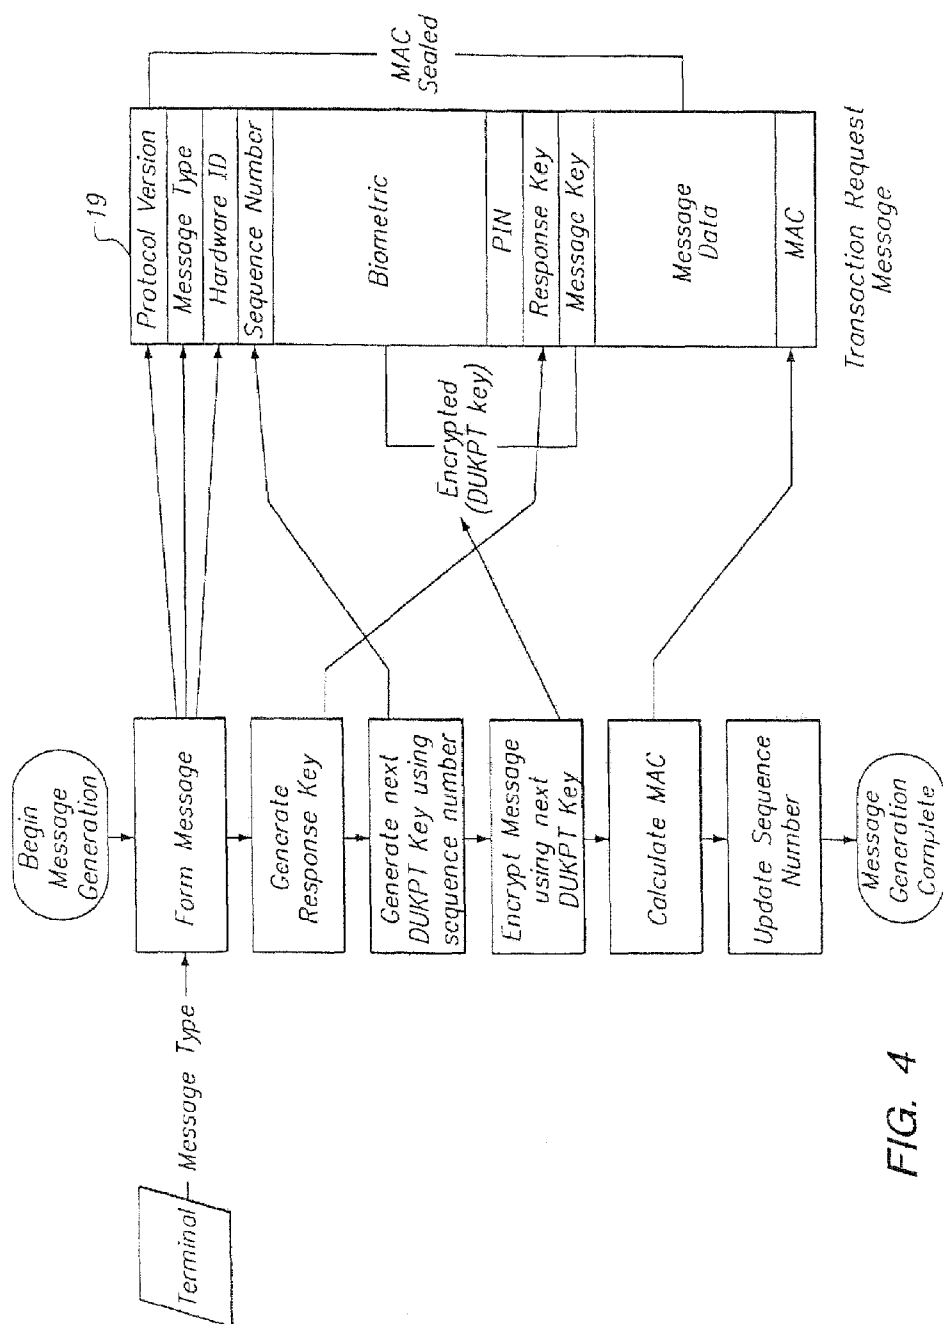 Begin
Message
Generation
Terminal
Message Type
Form Message
Generate
Response Key
Generate next
DUKPT Key using
sequence number
Encrypt Message
using next
DUKPT Key
Calculate MAC
Update Sequence
Number
Message
Generation
Complete
19
Protocol Version
Message Type
Hardware ID
Sequence Number
Biometric
PIN
Response Key
Message Key
Message
Data
MAC
MAC
Sealed
Encrypted
(DUKPT key)
Transaction Request
Message
FIG. 4